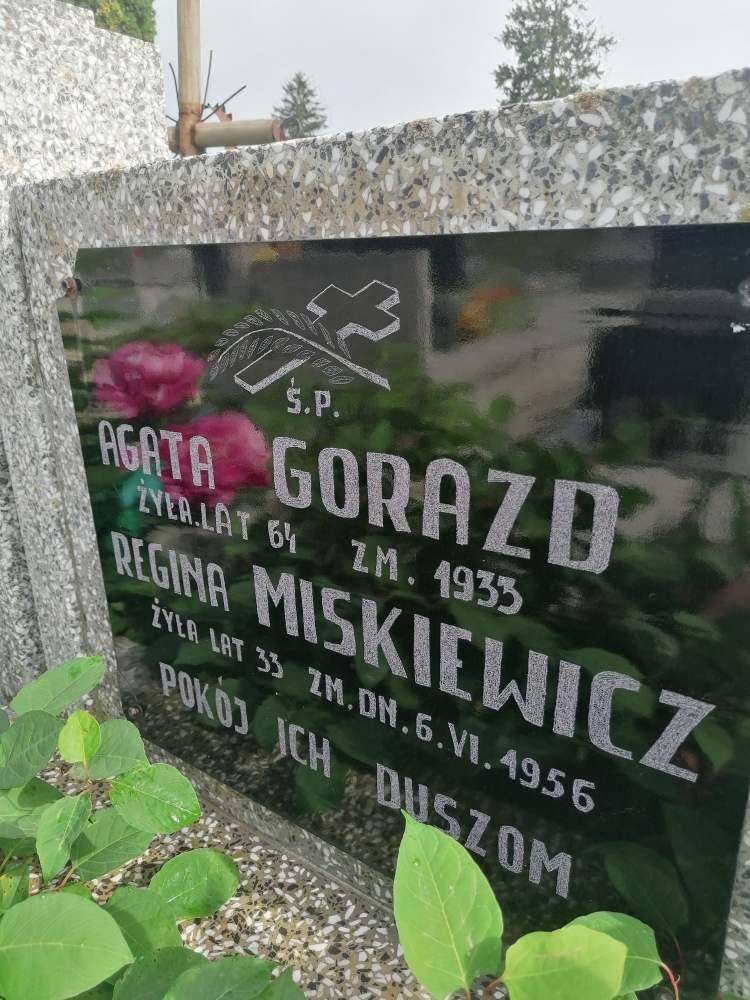 Ś.P.
AGATA GORAZD
ŻYŁA.LAT 64 ZM. 1935
REGINA MISKIEWICZ
ŻYŁA LAT 33 ZM.DN.6.VI.1956
POKÓJ ICH DUSZOM